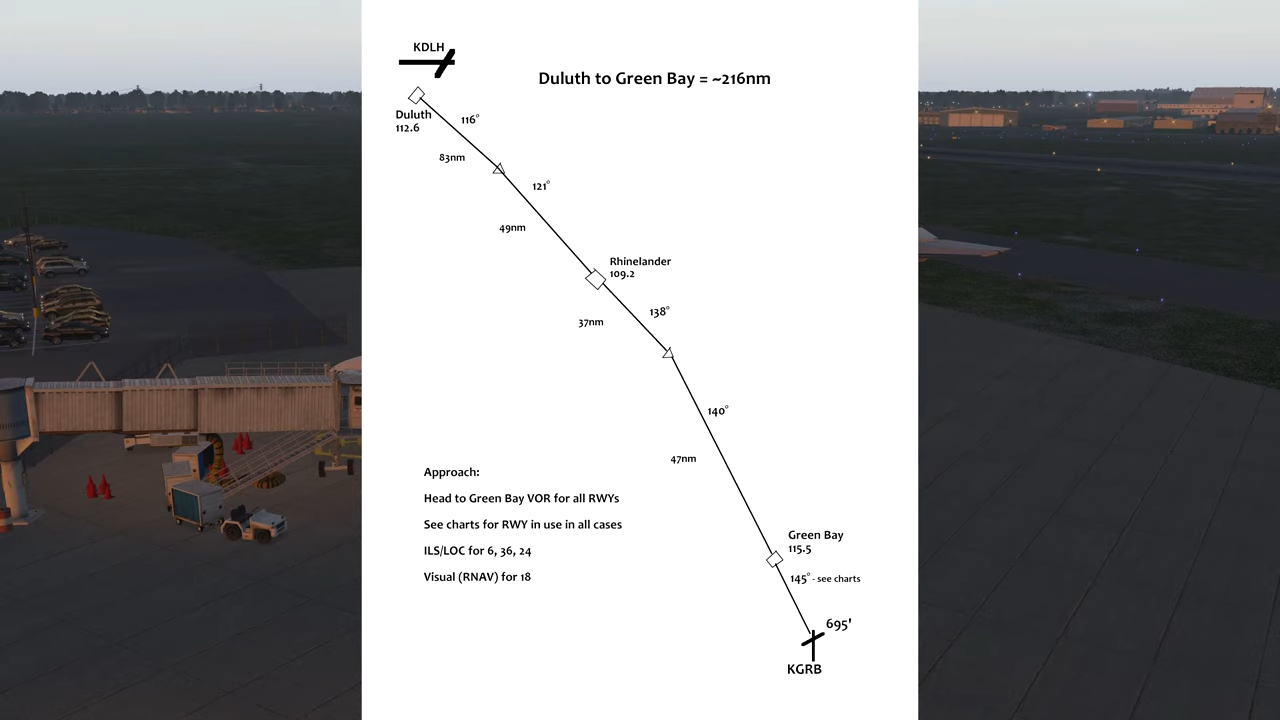 KDLH
Duluth to Green Bay = ~216nm
Duluth
112.6
116°
83nm
121°
49nm
Rhinelander
109.2
138°
37nm
140°
47nm
Approach:
Head to Green Bay VOR for all RWYs
See charts for RWY in use in all cases
ILS/LOC for 6, 36, 24
Visual (RNAV) for 18
Green Bay
115.5
145° - see charts
695'
KGRB